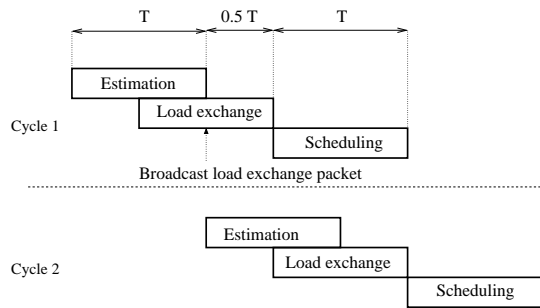 T 0.5 T T
Estimation
Load exchange
Cycle 1
Scheduling
Broadcast load exchange packet
Estimation
Load exchange
Cycle 2
Scheduling